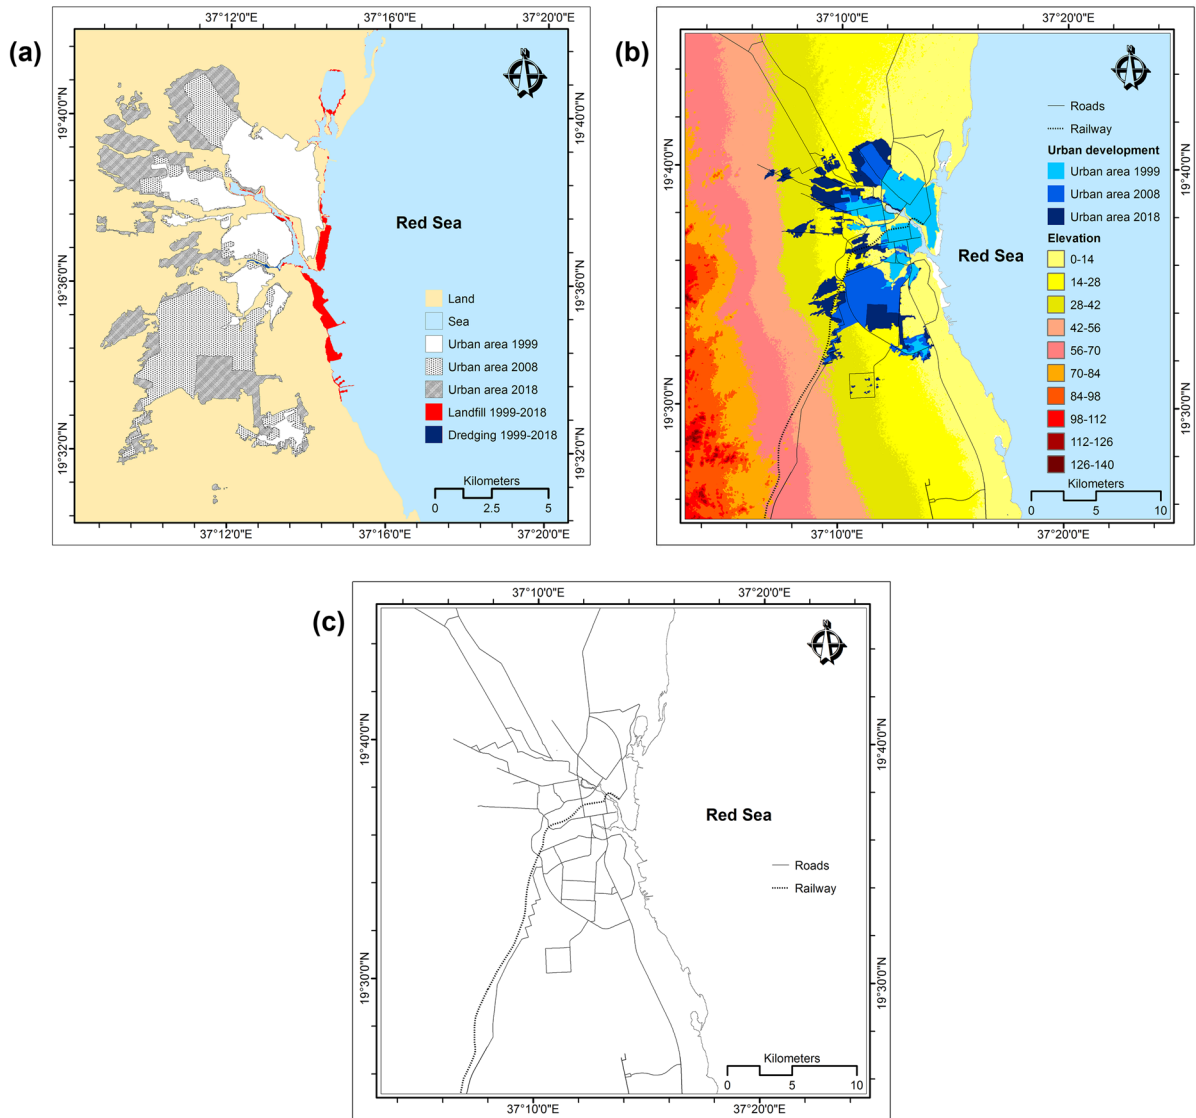 (a)
37°12'0"E
37°16'0"E
37°20'0"E
19°40'0"N
19°36'0"N
19°32'0"N
Red Sea
Land
Sea
Urban area 1999
Urban area 2008
Urban area 2018
Landfill 1999-2018
Dredging 1999-2018
Kilometers
0 2.5 5
19°40'0"N
19°36'0"N
19°32'0"N
37°12'0"E
37°16'0"E
37°20'0"E
(b)
37°10'0"E
37°20'0"E
19°40'0"N
19°30'0"N
Roads
Railway
Urban development
Urban area 1999
Urban area 2008
Urban area 2018
Elevation
Red Sea
0-14
14-28
28-42
42-56
56-70
70-84
84-98
98-112
112-126
126-140
Kilometers
0 5 10
19°40'0"N
19°30'0"N
37°10'0"E
37°20'0"E
(c)
37°10'0"E
37°20'0"E
19°40'0"N
19°30'0"N
Red Sea
Roads
Railway
Kilometers
0 5 10
19°40'0"N
19°30'0"N
37°10'0"E
37°20'0"E